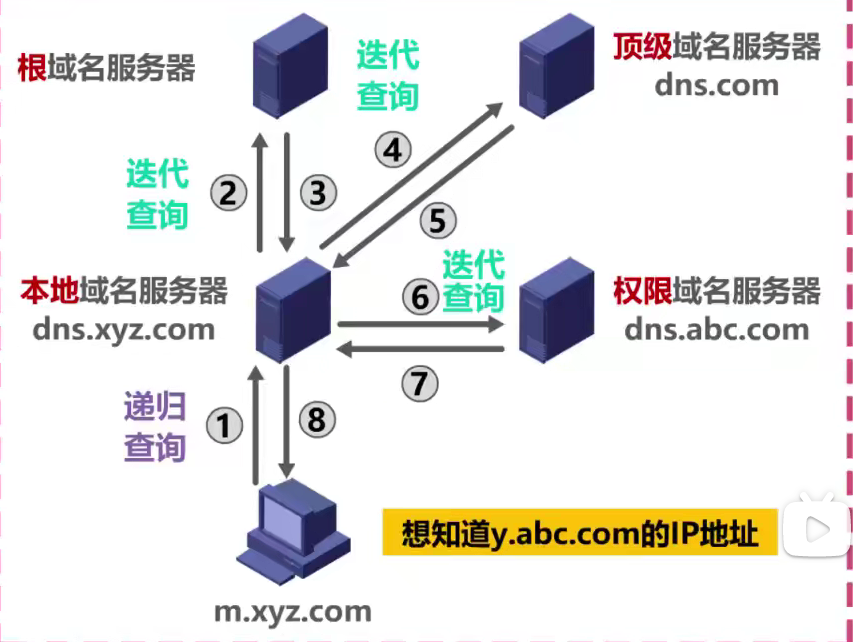 根域名服务器
迭代
查询
顶级域名服务器
dns.com
④
迭代
查询
②
③
⑤
本地域名服务器
dns.xyz.com
迭代
查询
⑥
权限域名服务器
dns.abc.com
⑦
递归
查询
①
⑧
想知道y.abc.com的IP地址
m.xyz.com